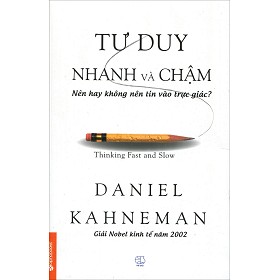 TƯ DUY
NHANH VÀ CHẬM
Nên hay không nên tin vào trực giác?
Thinking Fast and Slow
DANIEL
KAHNEMAN
Giải Nobel kinh tế năm 2002